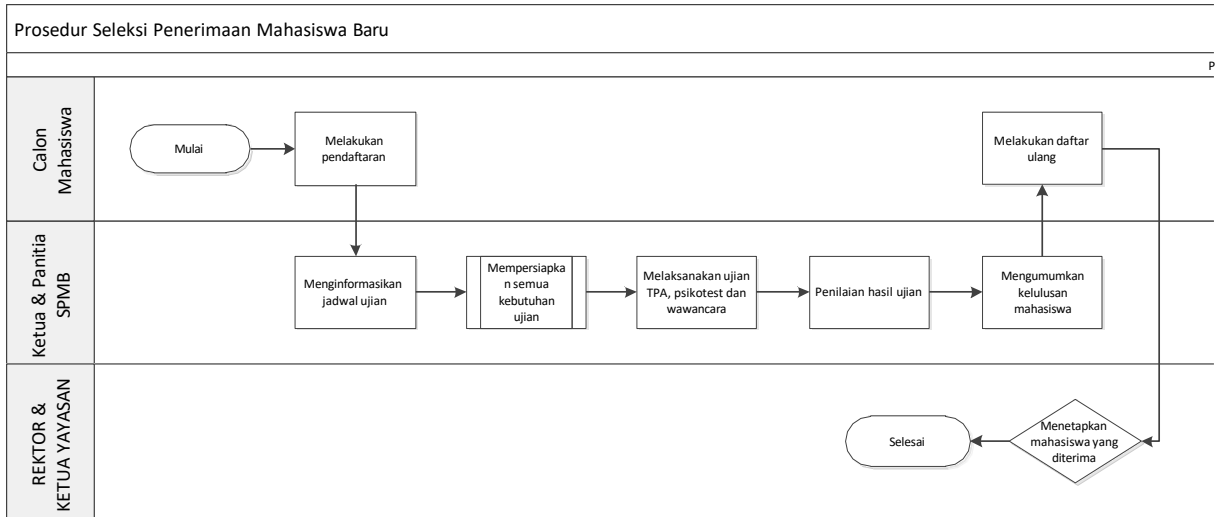 Prosedur Seleksi Penerimaan Mahasiswa Baru
P
Calon
Mahasiswa
Mulai
Melakukan
pendaftaran
Melakukan daftar
ulang
Ketua & Panitia
SPMB
Menginformasikan
jadwal ujian
Mempersiapka
n semua
kebutuhan
ujian
Melaksanakan ujian
TPA, psikotest dan
wawancara
Penilaian hasil ujian
Mengumumkan
kelulusan
mahasiswa
REKTOR &
KETUA YAYASAN
Selesai
Menetapkan
mahasiswa yang
diterima